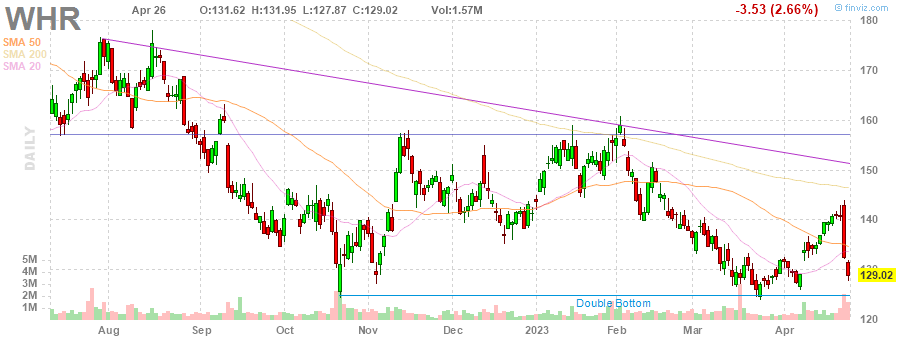 WHR Apr 26 O:131.62 H:131.95 L:127.87 C:129.02 Vol:1.57M -3.53 (2.66%)
finviz.com
SMA 50
SMA 200
SMA 20
DAILY
180
170
160
150
140
130
129.02
120
5M
4M
3M
2M
1M
Double Bottom
Aug Sep Oct Nov Dec 2023 Feb Mar Apr